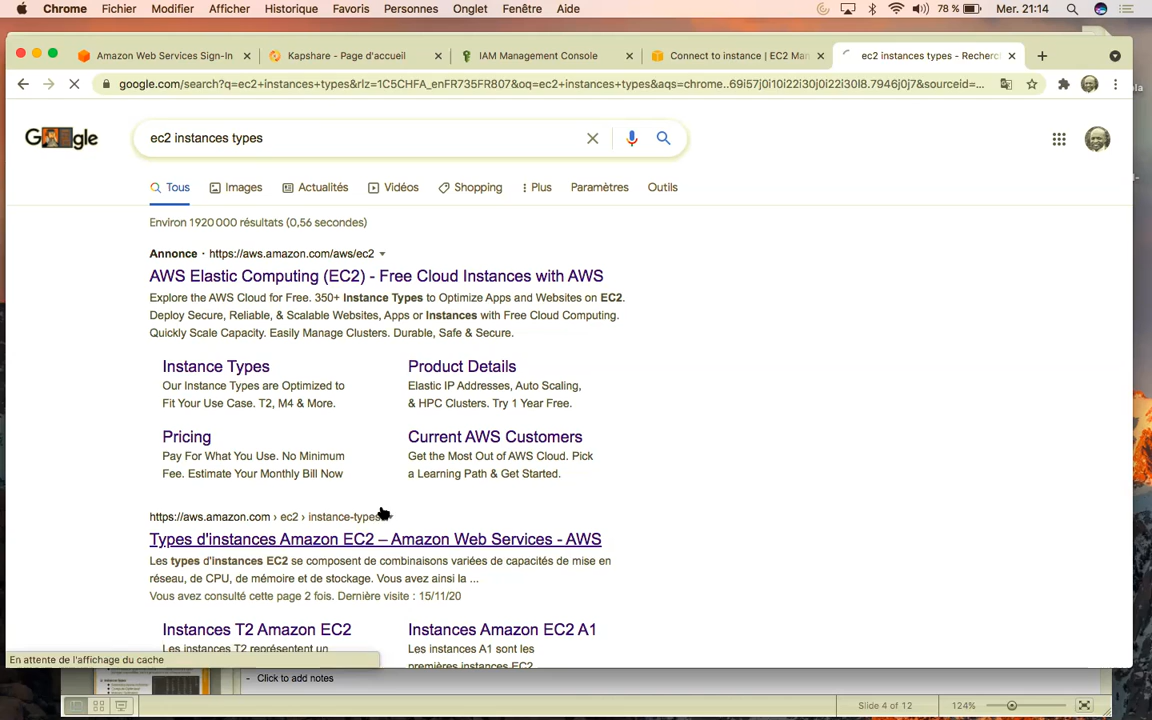 Chrome Fichier Modifier Afficher Historique Favoris Personnes Onglet Fenêtre Aide 78 % Mer. 21:14
Amazon Web Services Sign-In Kapshare - Page d'accueil IAM Management Console Connect to instance | EC2 Man ec2 instances types - Recherc
google.com/search?q=ec2+instances+types&rlz=1C5CHFA_enFR735FR807&oq=ec2+instances+types&aqs=chrome..69i57j0i10i22i30j0i22i30l8.7946j0j7&sourceid=...
Google ec2 instances types
Tous Images Actualités Vidéos Shopping Plus Paramètres Outils
Environ 1 920 000 résultats (0,56 secondes)
Annonce · https://aws.amazon.com/aws/ec2
AWS Elastic Computing (EC2) - Free Cloud Instances with AWS
Explore the AWS Cloud for Free. 350+ Instance Types to Optimize Apps and Websites on EC2.
Deploy Secure, Reliable, & Scalable Websites, Apps or Instances with Free Cloud Computing.
Quickly Scale Capacity. Easily Manage Clusters. Durable, Safe & Secure.
Instance Types
Our Instance Types are Optimized to
Fit Your Use Case. T2, M4 & More.
Product Details
Elastic IP Addresses, Auto Scaling,
& HPC Clusters. Try 1 Year Free.
Pricing
Pay For What You Use. No Minimum
Fee. Estimate Your Monthly Bill Now
Current AWS Customers
Get the Most Out of AWS Cloud. Pick
a Learning Path & Get Started.
https://aws.amazon.com › ec2 › instance-types
Types d'instances Amazon EC2 – Amazon Web Services - AWS
Les types d'instances EC2 se composent de combinaisons variées de capacités de mise en
réseau, de CPU, de mémoire et de stockage. Vous avez ainsi la ...
Vous avez consulté cette page 2 fois. Dernière visite : 15/11/20
Instances T2 Amazon EC2
Les instances T2 représentent un
Instances Amazon EC2 A1
Les instances A1 sont les
premières instances EC2
En attente de l'affichage du cache
Click to add notes
Slide 4 of 12 124%